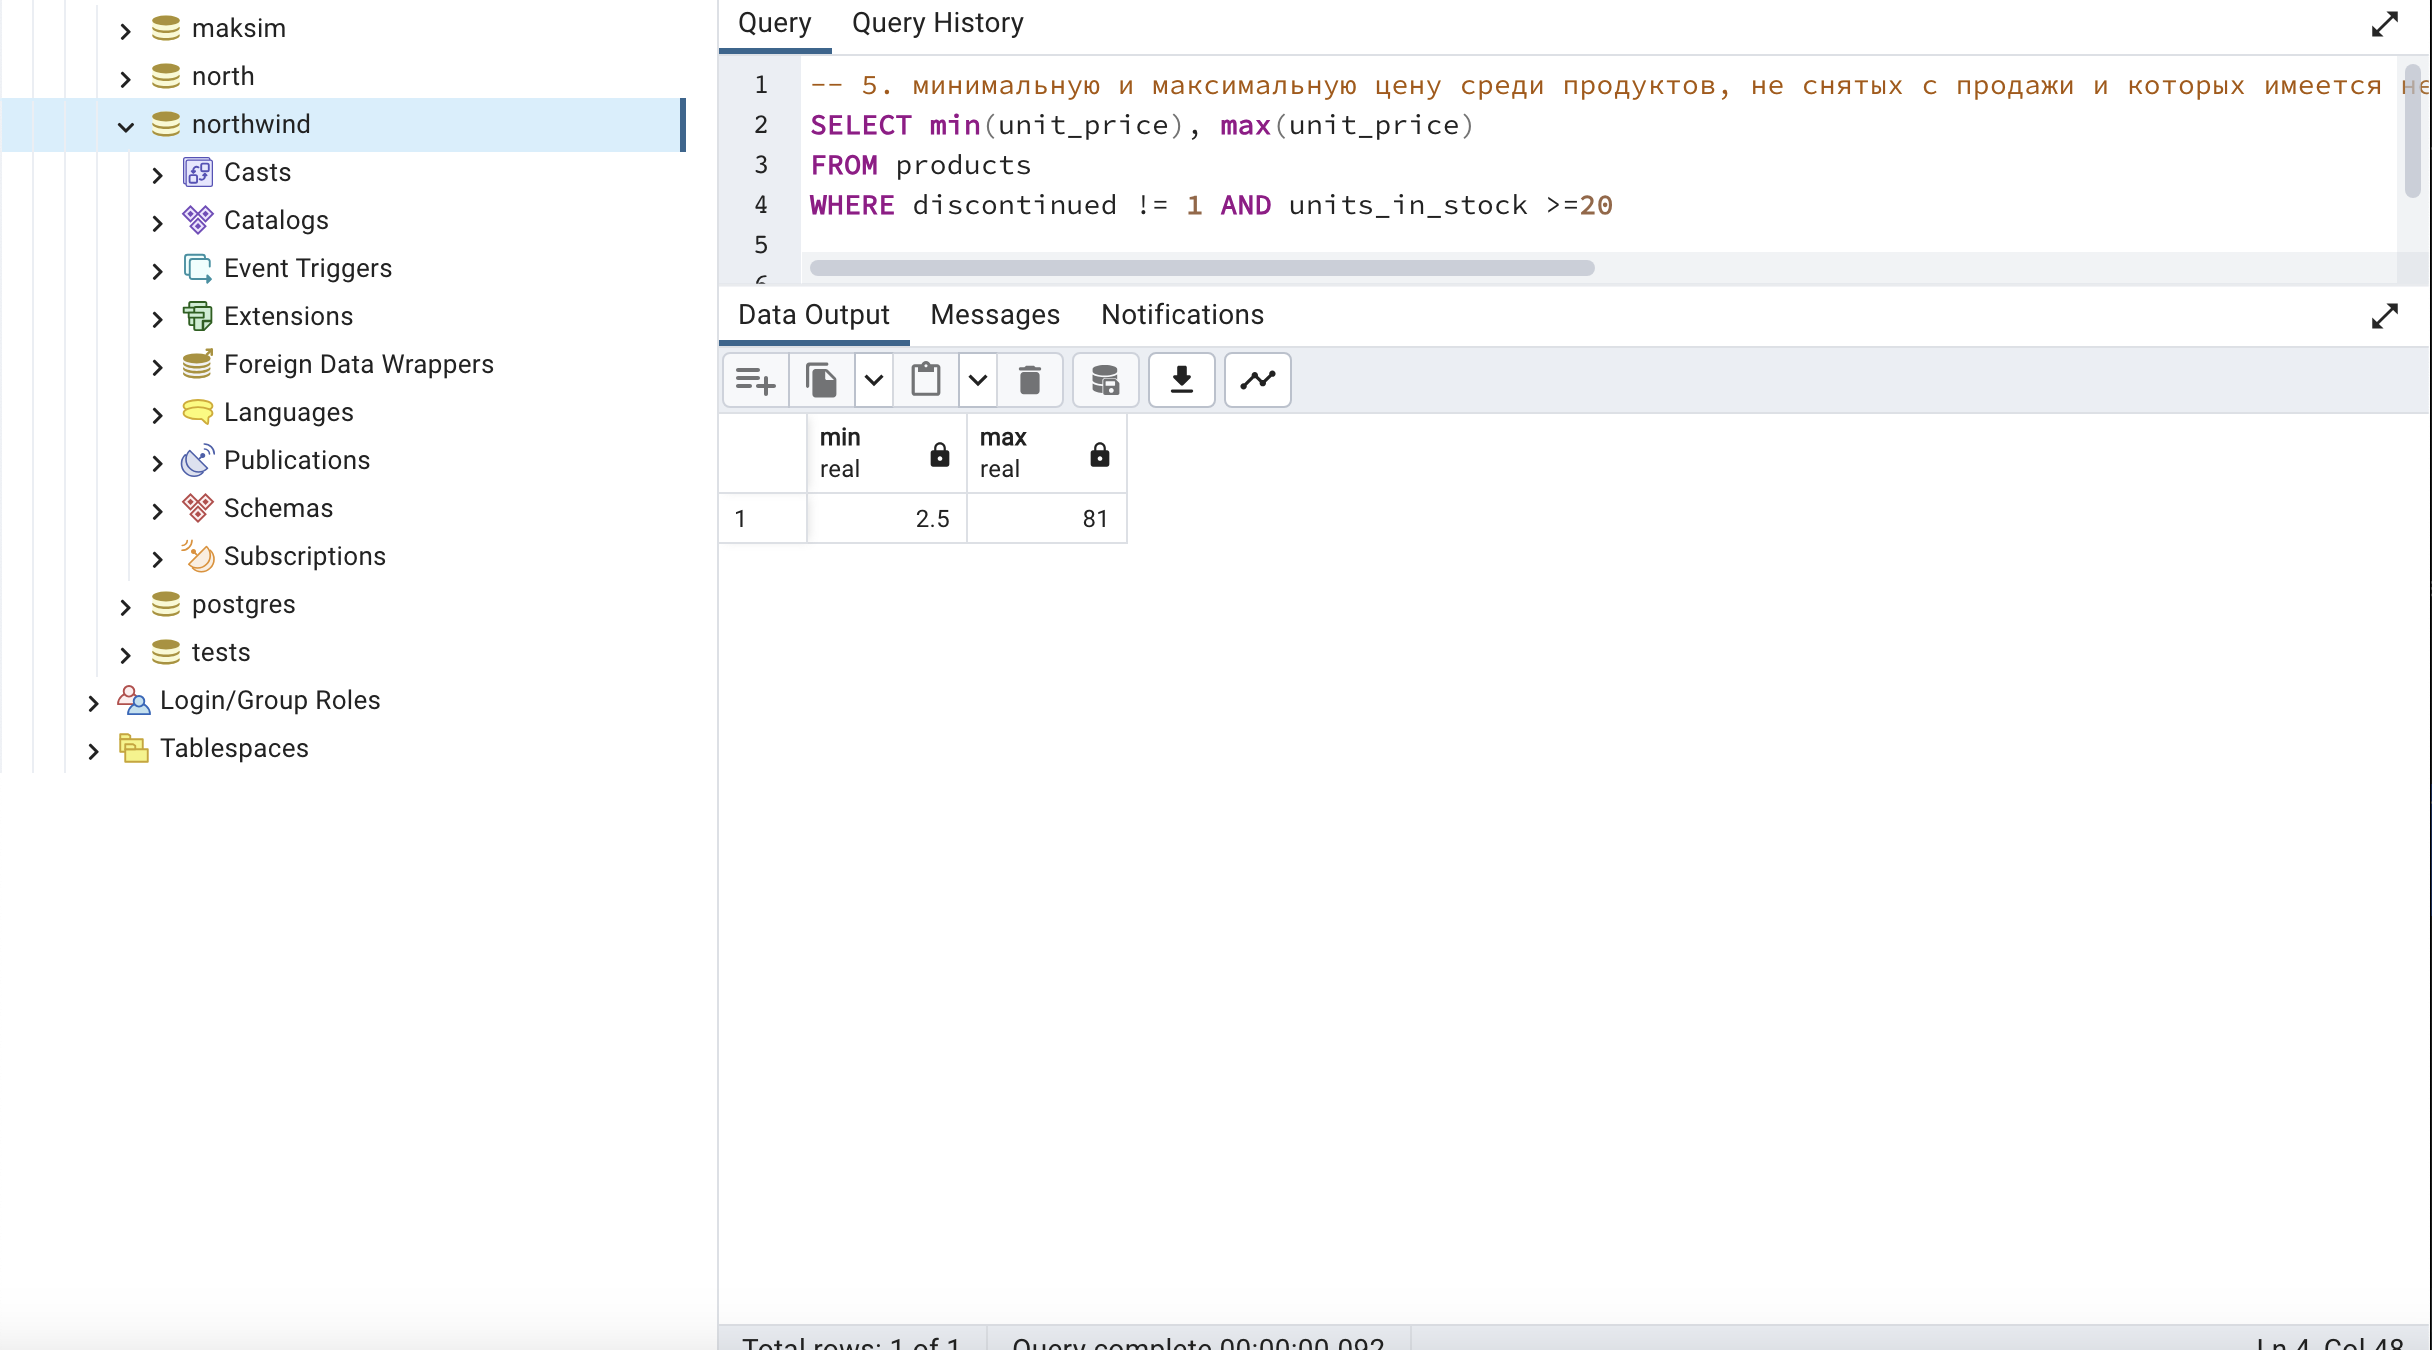 maksim
north
northwind
Casts
Catalogs
Event Triggers
Extensions
Foreign Data Wrappers
Languages
Publications
Schemas
Subscriptions
postgres
tests
Login/Group Roles
Tablespaces
Query Query History
1 -- 5. минимальную и максимальную цену среди продуктов, не снятых с продажи и которых имеется не
2 SELECT min(unit_price), max(unit_price)
3 FROM products
4 WHERE discontinued != 1 AND units_in_stock >=20
5
6
Data Output Messages Notifications
min max
real real
1 2.5 81
Total rows: 1 of 1 Query complete 00:00:00.092 Ln 4, Col 48